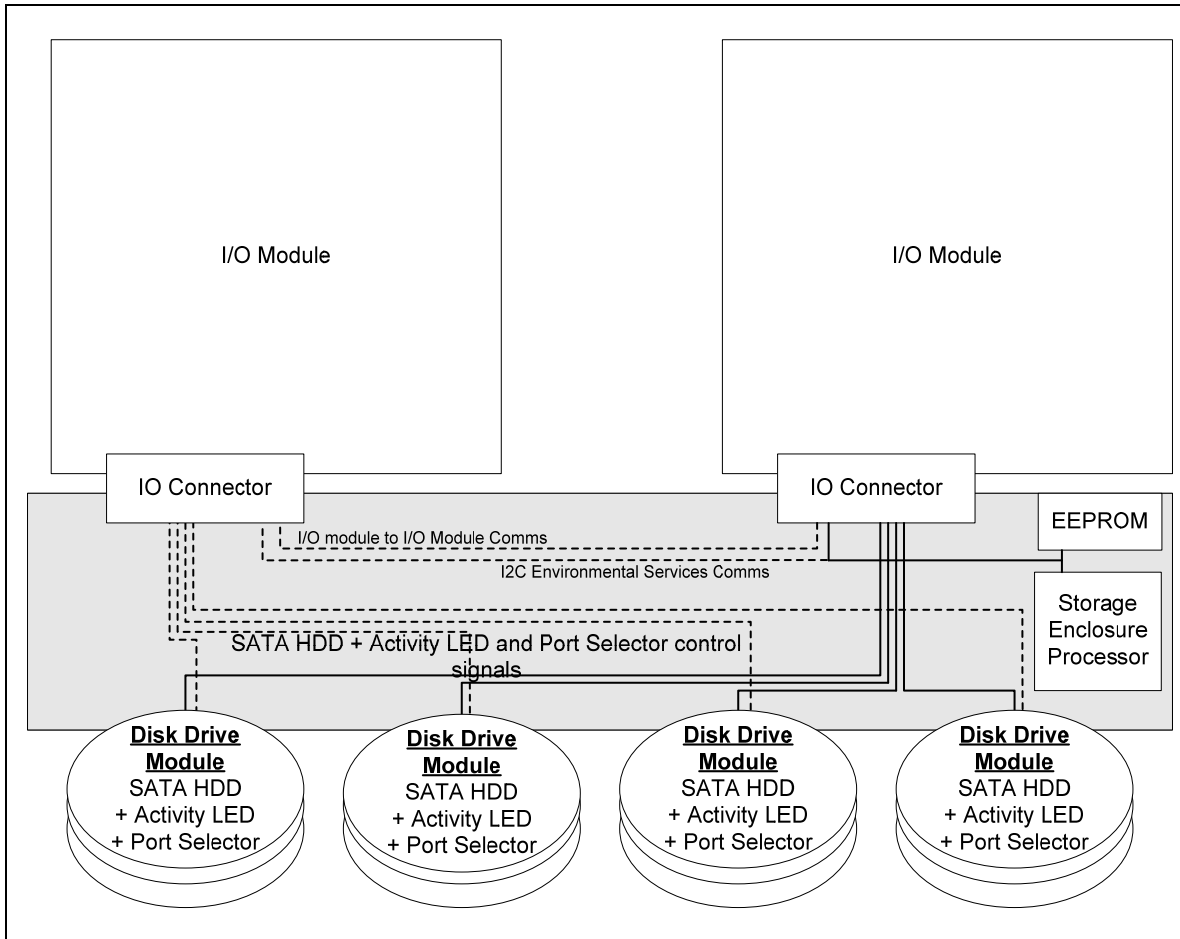 I/O Module
I/O Module
IO Connector
IO Connector
EEPROM
I/O module to I/O Module Comms
I2C Environmental Services Comms
Storage
Enclosure
Processor
SATA HDD + Activity LED and Port Selector control
signals
Disk Drive
Module
SATA HDD
+ Activity LED
+ Port Selector
Disk Drive
Module
SATA HDD
+ Activity LED
+ Port Selector
Disk Drive
Module
SATA HDD
+ Activity LED
+ Port Selector
Disk Drive
Module
SATA HDD
+ Activity LED
+ Port Selector